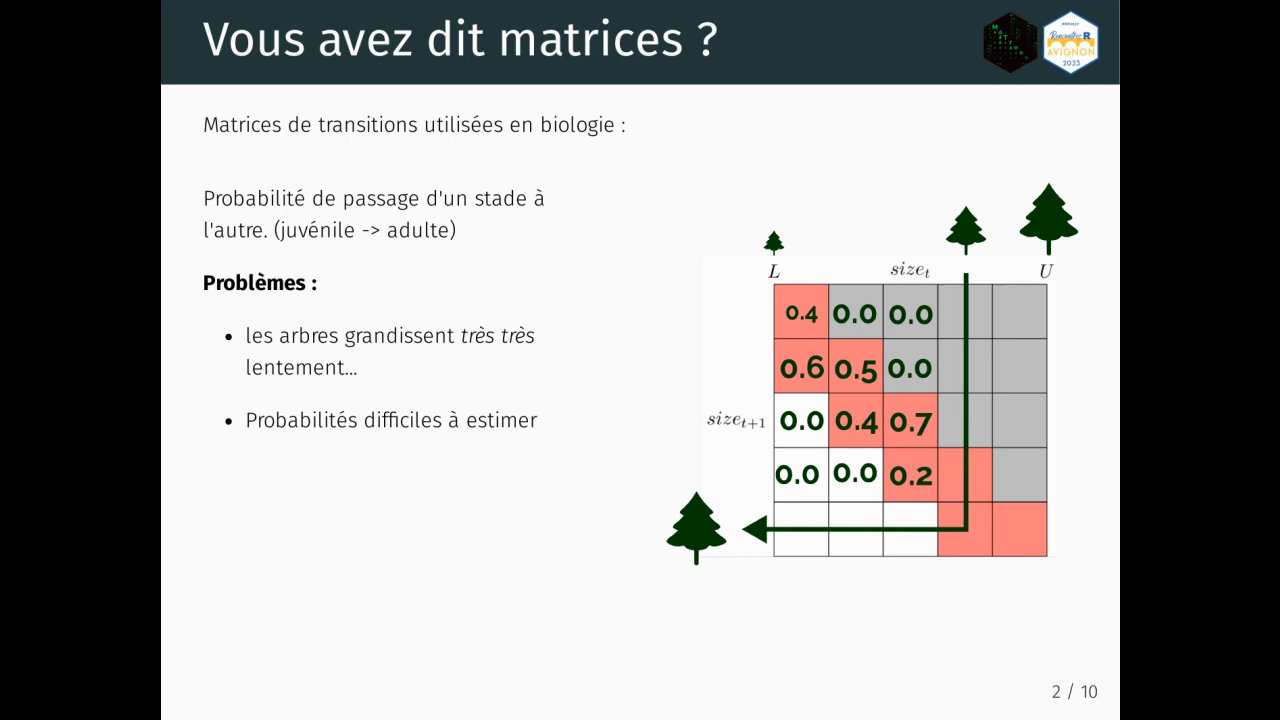 Vous avez dit matrices ?
Rencontres R
AVIGNON
2023
Matrices de transitions utilisées en biologie :
Probabilité de passage d'un stade à
l'autre. (juvénile -> adulte)
Problèmes :
• les arbres grandissent très très
lentement...
• Probabilités difficiles à estimer
L size_t U
0.4 0.0 0.0
0.6 0.5 0.0
size_{t+1} 0.0 0.4 0.7
0.0 0.0 0.2
2 / 10